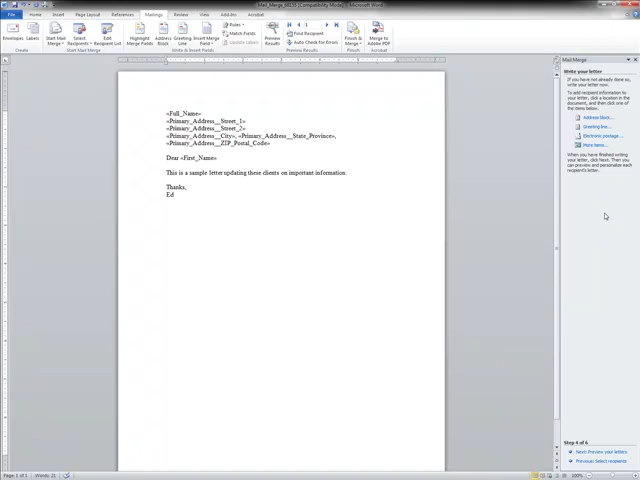 Mail_Merge_68155 [Compatibility Mode] - Microsoft Word
File Home Insert Page Layout References Mailings Review View Add-Ins Acrobat
Envelopes Labels Start Mail Merge Select Recipients Edit Recipient List Highlight Merge Fields Address Block Greeting Line Insert Merge Field Rules Match Fields Update Labels Preview Results 1 Find Recipient Auto Check for Errors Finish & Merge Merge to Adobe PDF
Create Start Mail Merge Write & Insert Fields Preview Results Finish Acrobat
«Full_Name»
«Primary_Address__Street_1»
«Primary_Address__Street_2»
«Primary_Address__City», «Primary_Address__State_Province»,
«Primary_Address__ZIP_Postal_Code»
Dear «First_Name»
This is a sample letter updating these clients on important information.
Thanks,
Ed
Mail Merge
Write your letter
If you have not already done so,
write your letter now.
To add recipient information to
your letter, click a location in the
document, and then click one of
the items below.
Address block...
Greeting line...
Electronic postage...
More items...
When you have finished writing
your letter, click Next. Then you
can preview and personalize each
recipient's letter.
Step 4 of 6
Next: Preview your letters
Previous: Select recipients
Page: 1 of 1 Words: 21 100%